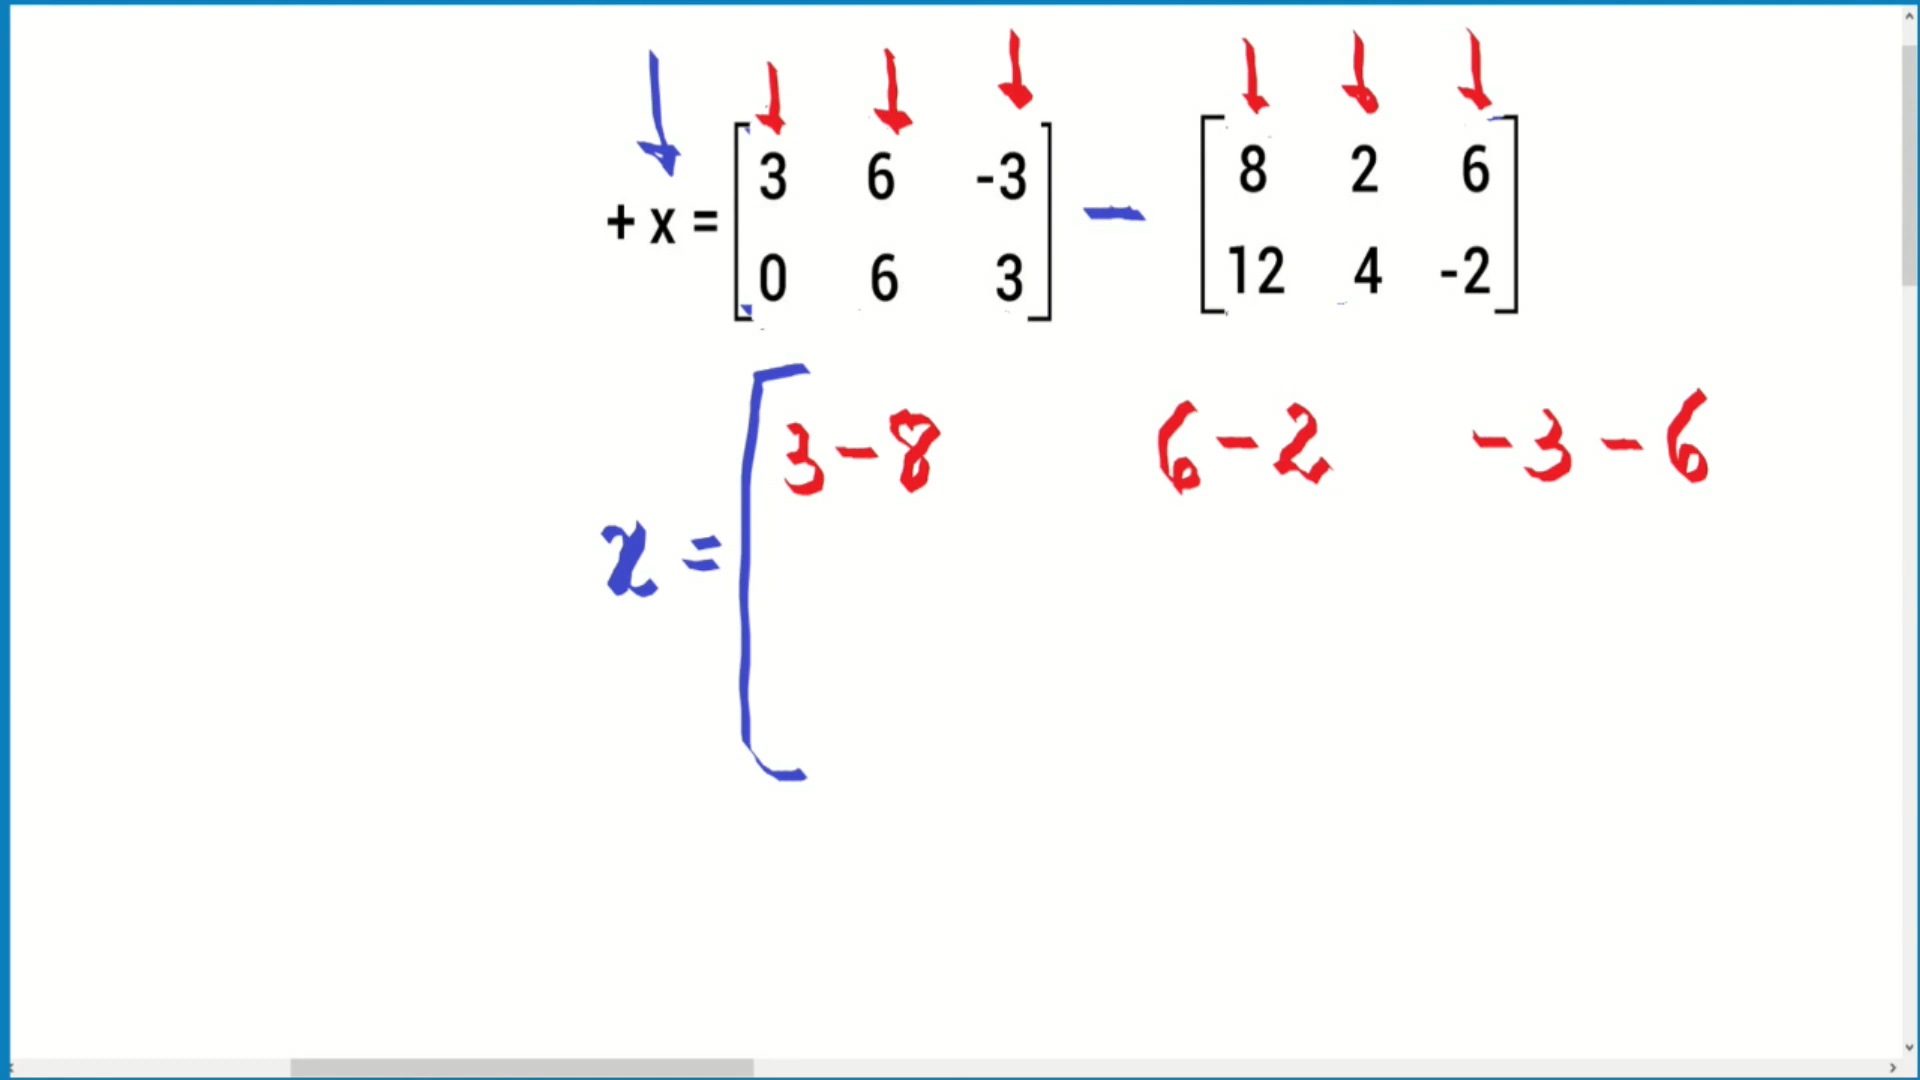 + x = [ 3 6 -3 ] − [ 8 2 6 ]
[ 0 6 3 ] [ 12 4 -2 ]
3 − 8 6 − 2 − 3 − 6
x = [